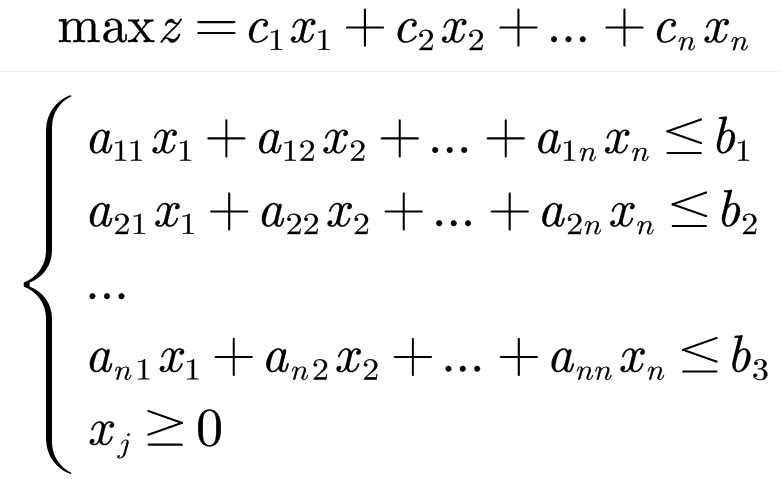 max z = c₁x₁ + c₂x₂ + ... + cₙxₙ
a₁₁x₁ + a₁₂x₂ + ... + a₁ₙxₙ ≤ b₁
a₂₁x₁ + a₂₂x₂ + ... + a₂ₙxₙ ≤ b₂
...
aₙ₁x₁ + aₙ₂x₂ + ... + aₙₙxₙ ≤ b₃
xⱼ ≥ 0